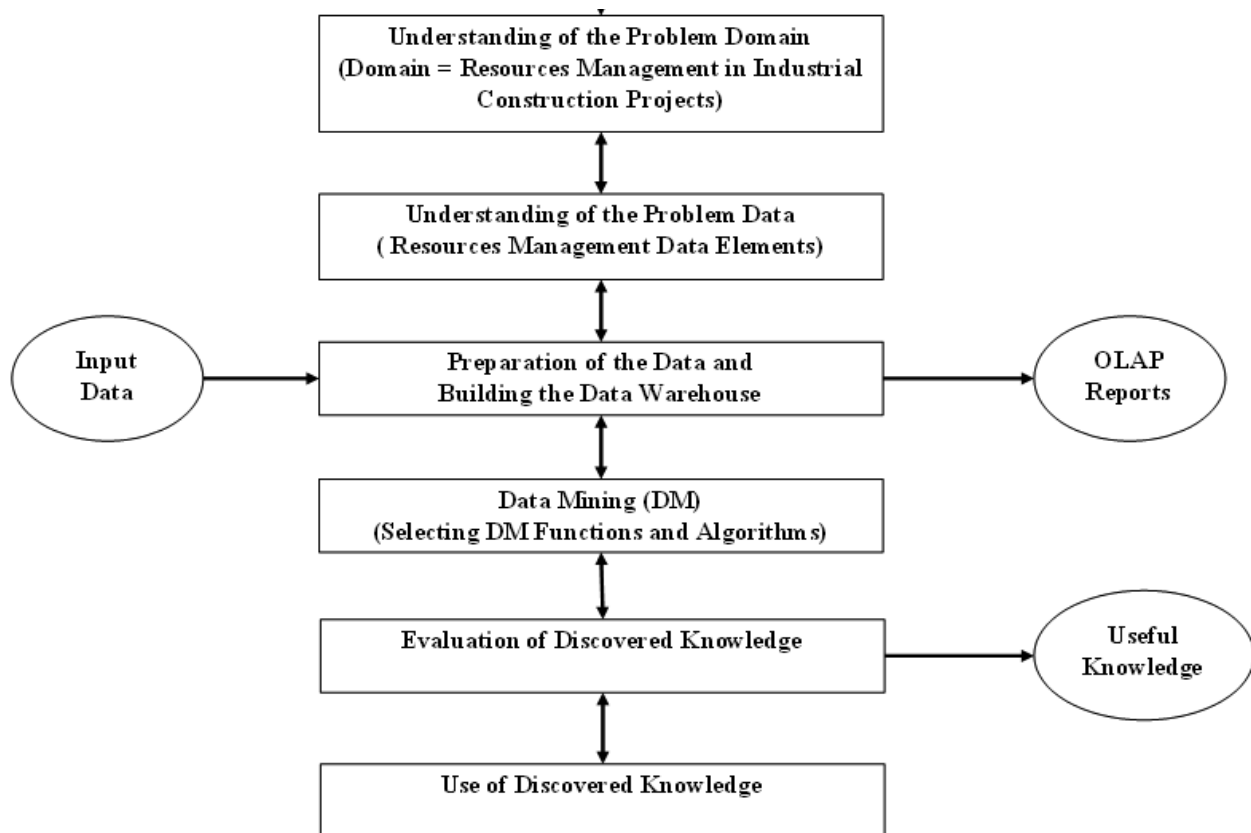 Understanding of the Problem Domain
(Domain = Resources Management in Industrial
Construction Projects)
Understanding of the Problem Data
( Resources Management Data Elements)
Input
Data
Preparation of the Data and
Building the Data Warehouse
OLAP
Reports
Data Mining (DM)
(Selecting DM Functions and Algorithms)
Evaluation of Discovered Knowledge
Useful
Knowledge
Use of Discovered Knowledge